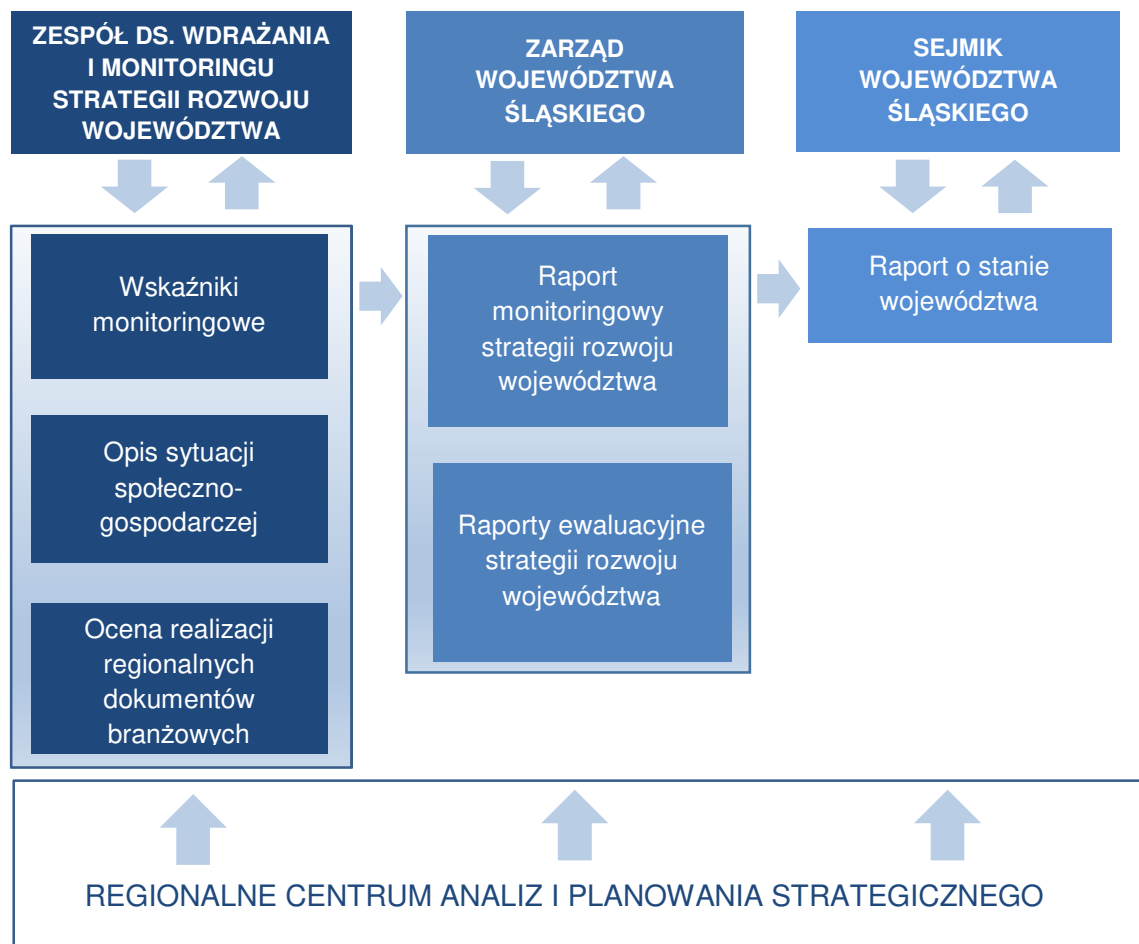 ZESPÓŁ DS. WDRAŻANIA
I MONITORINGU
STRATEGII ROZWOJU
WOJEWÓDZTWA
ZARZĄD
WOJEWÓDZTWA
ŚLĄSKIEGO
SEJMIK
WOJEWÓDZTWA
ŚLĄSKIEGO
Wskaźniki
monitoringowe
Opis sytuacji
społeczno-
gospodarczej
Ocena realizacji
regionalnych
dokumentów
branżowych
Raport
monitoringowy
strategii rozwoju
województwa
Raporty ewaluacyjne
strategii rozwoju
województwa
Raport o stanie
województwa
REGIONALNE CENTRUM ANALIZ I PLANOWANIA STRATEGICZNEGO